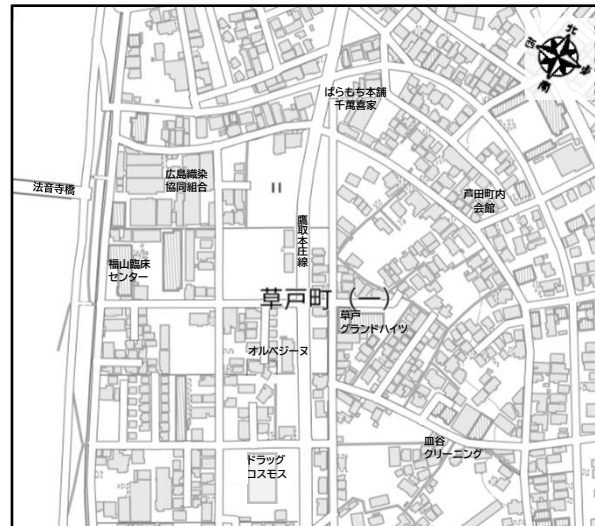 北
西
東
南
ばらもち本舗
千萬喜家
広島織染
協同組合
法音寺橋
芦田町内
会館
鷹取本庄線
福山臨床
センター
草戸町（一）
草戸
グランドハイツ
オルベジーヌ
皿谷
クリーニング
ドラッグ
コスモス